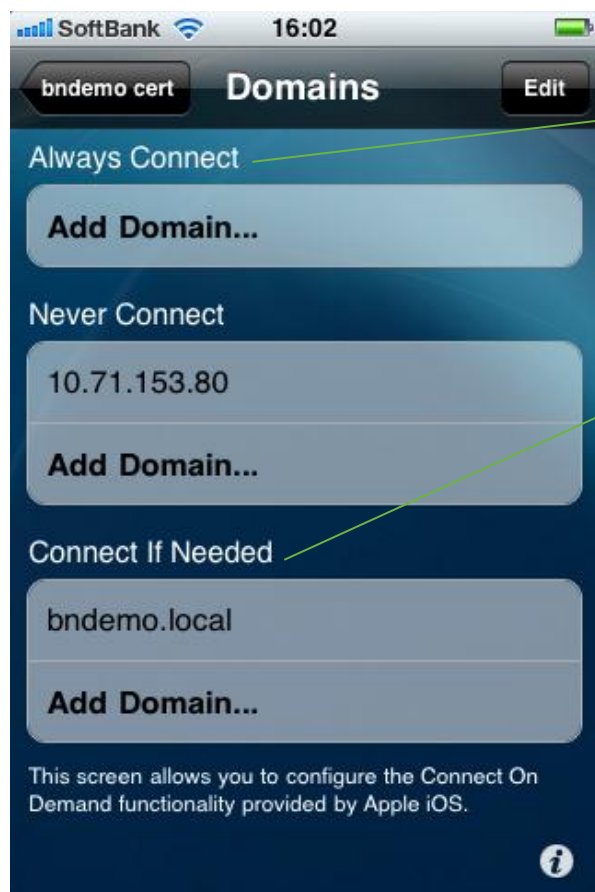 SoftBank 16:02
bndemo cert Domains Edit
Always Connect
Add Domain...
Never Connect
10.71.153.80
Add Domain...
Connect If Needed
bndemo.local
Add Domain...
This screen allows you to configure the Connect On
Demand functionality provided by Apple iOS.
i